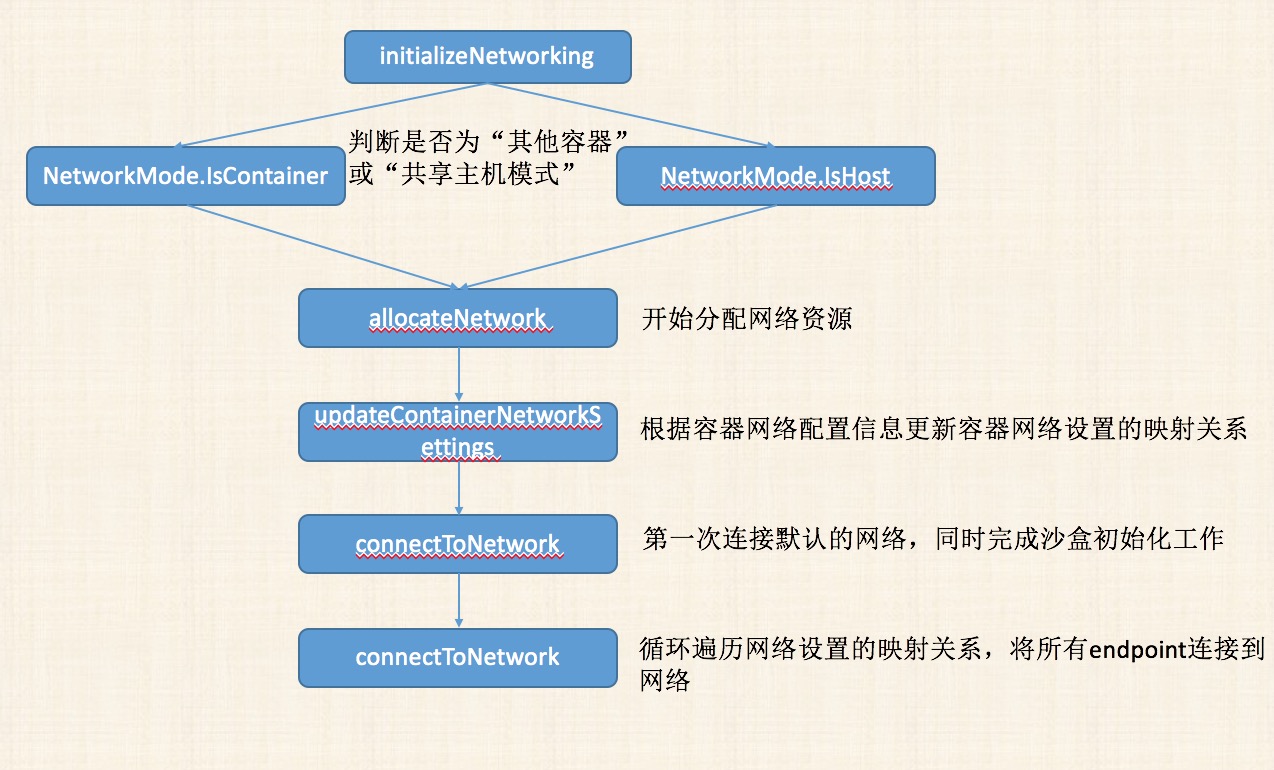 initializeNetworking
判断是否为“其他容器”
或“共享主机模式”
NetworkMode.IsContainer
NetworkMode.IsHost
allocateNetwork
开始分配网络资源
updateContainerNetworkS
ettings
根据容器网络配置信息更新容器网络设置的映射关系
connectToNetwork
第一次连接默认的网络，同时完成沙盒初始化工作
connectToNetwork
循环遍历网络设置的映射关系，将所有endpoint连接到
网络